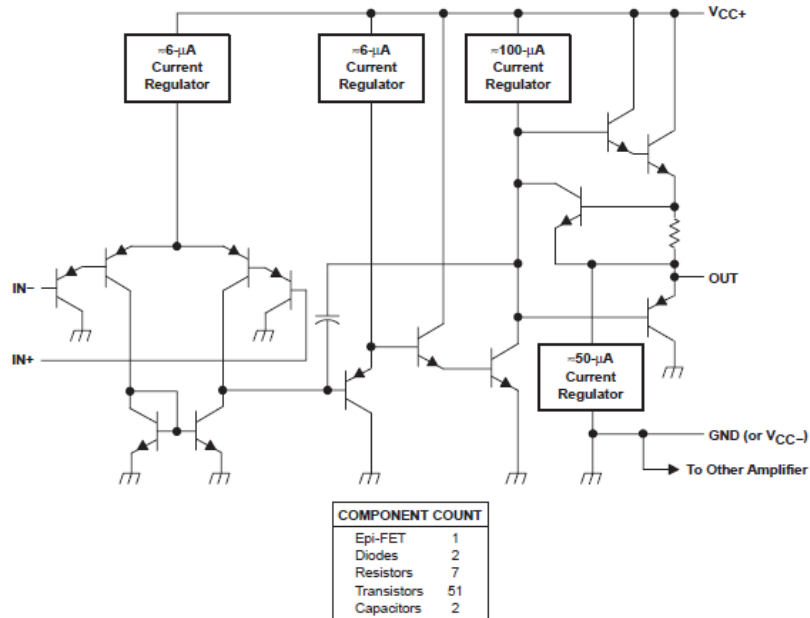 VCC+
≈6-µA
Current
Regulator
≈6-µA
Current
Regulator
≈100-µA
Current
Regulator
IN−
OUT
IN+
≈50-µA
Current
Regulator
GND (or VCC−)
To Other Amplifier
COMPONENT COUNT
Epi-FET 1
Diodes 2
Resistors 7
Transistors 51
Capacitors 2